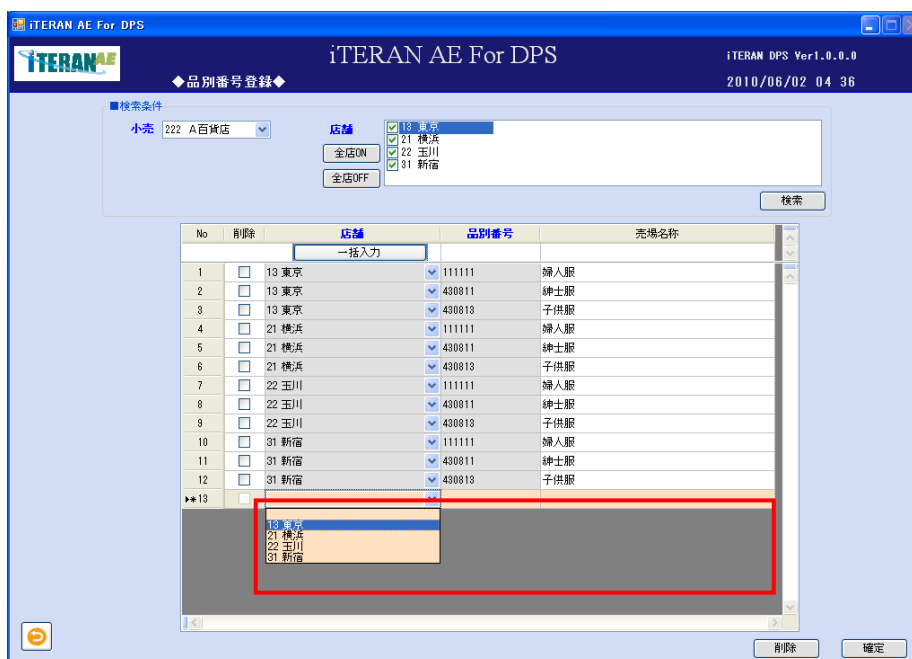 iTERAN AE For DPS
iTERANAE
iTERAN AE For DPS
iTERAN DPS Ver1.0.0.0
◆品別番号登録◆
2010/06/02 04 36
■検索条件
小売 222 A百貨店
店舗
全店ON
全店OFF
13 東京
21 横浜
22 玉川
31 新宿
検索
No 削除 店舗 品別番号 売場名称
一括入力
1 13 東京 111111 婦人服
2 13 東京 430811 紳士服
3 13 東京 430813 子供服
4 21 横浜 111111 婦人服
5 21 横浜 430811 紳士服
6 21 横浜 430813 子供服
7 22 玉川 111111 婦人服
8 22 玉川 430811 紳士服
9 22 玉川 430813 子供服
10 31 新宿 111111 婦人服
11 31 新宿 430811 紳士服
12 31 新宿 430813 子供服
▶*13
13 東京
21 横浜
22 玉川
31 新宿
削除 確定